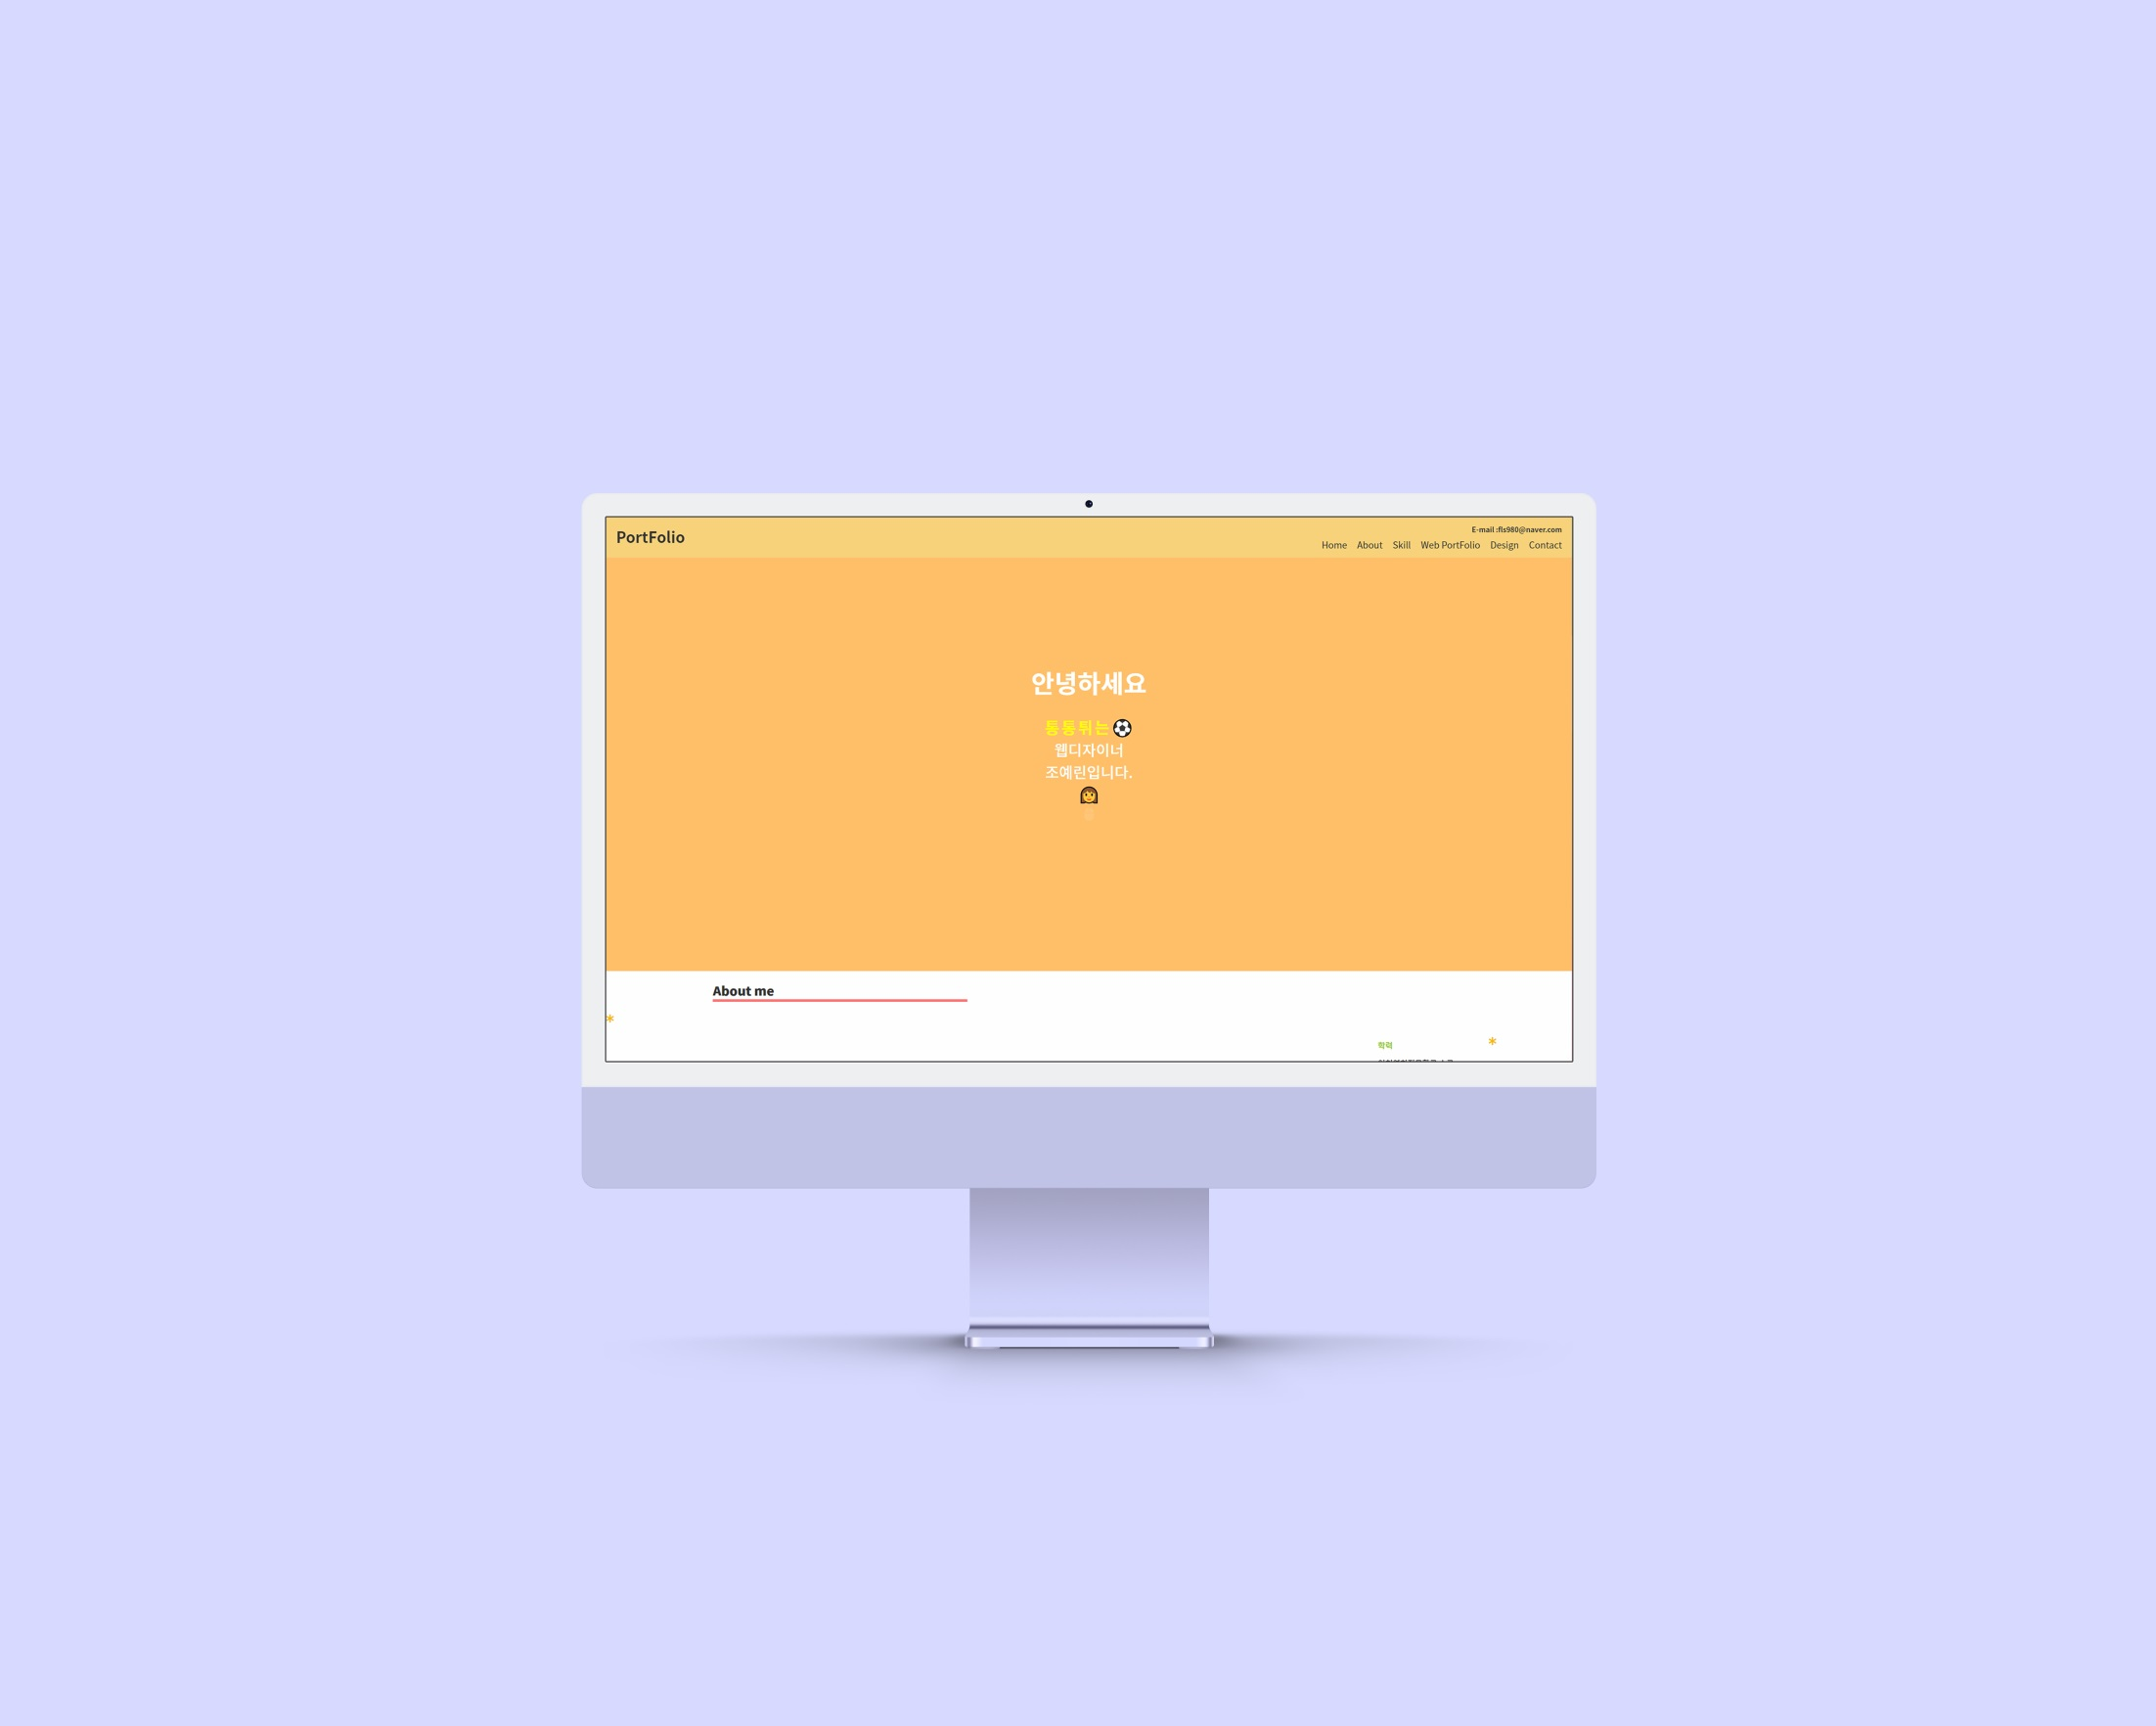 PortFolio
E-mail :fls980@naver.com
Home About Skill Web PortFolio Design Contact
안녕하세요
통통튀는
웹디자이너
조예린입니다.
About me
학력